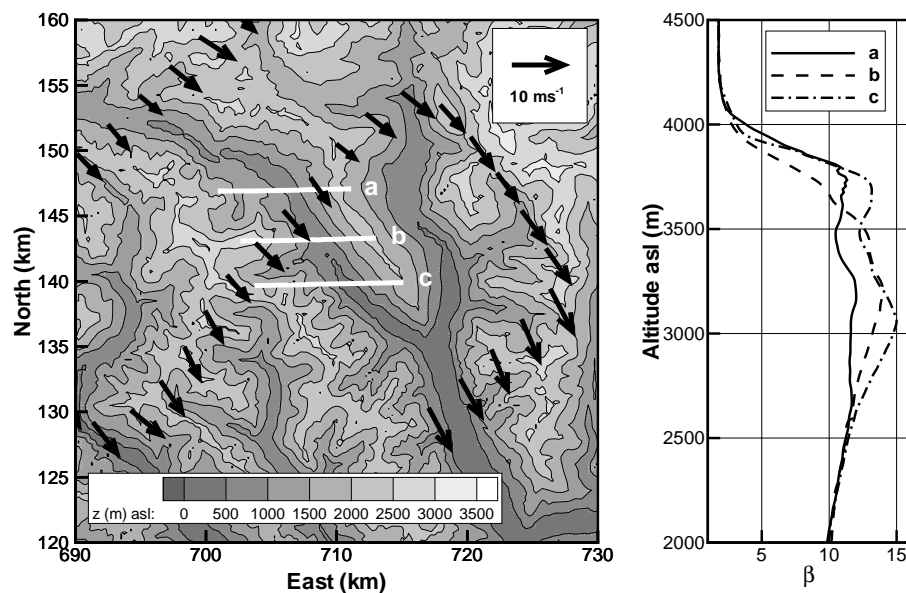 160
155
150
145
140
135
130
125
120
North (km)
690
700
710
720
730
East (km)
10 ms⁻¹
a
b
c
z (m) asl: 0 500 1000 1500 2000 2500 3000 3500
4500
4000
3500
3000
2500
2000
Altitude asl (m)
5
10
15
β
a
b
c